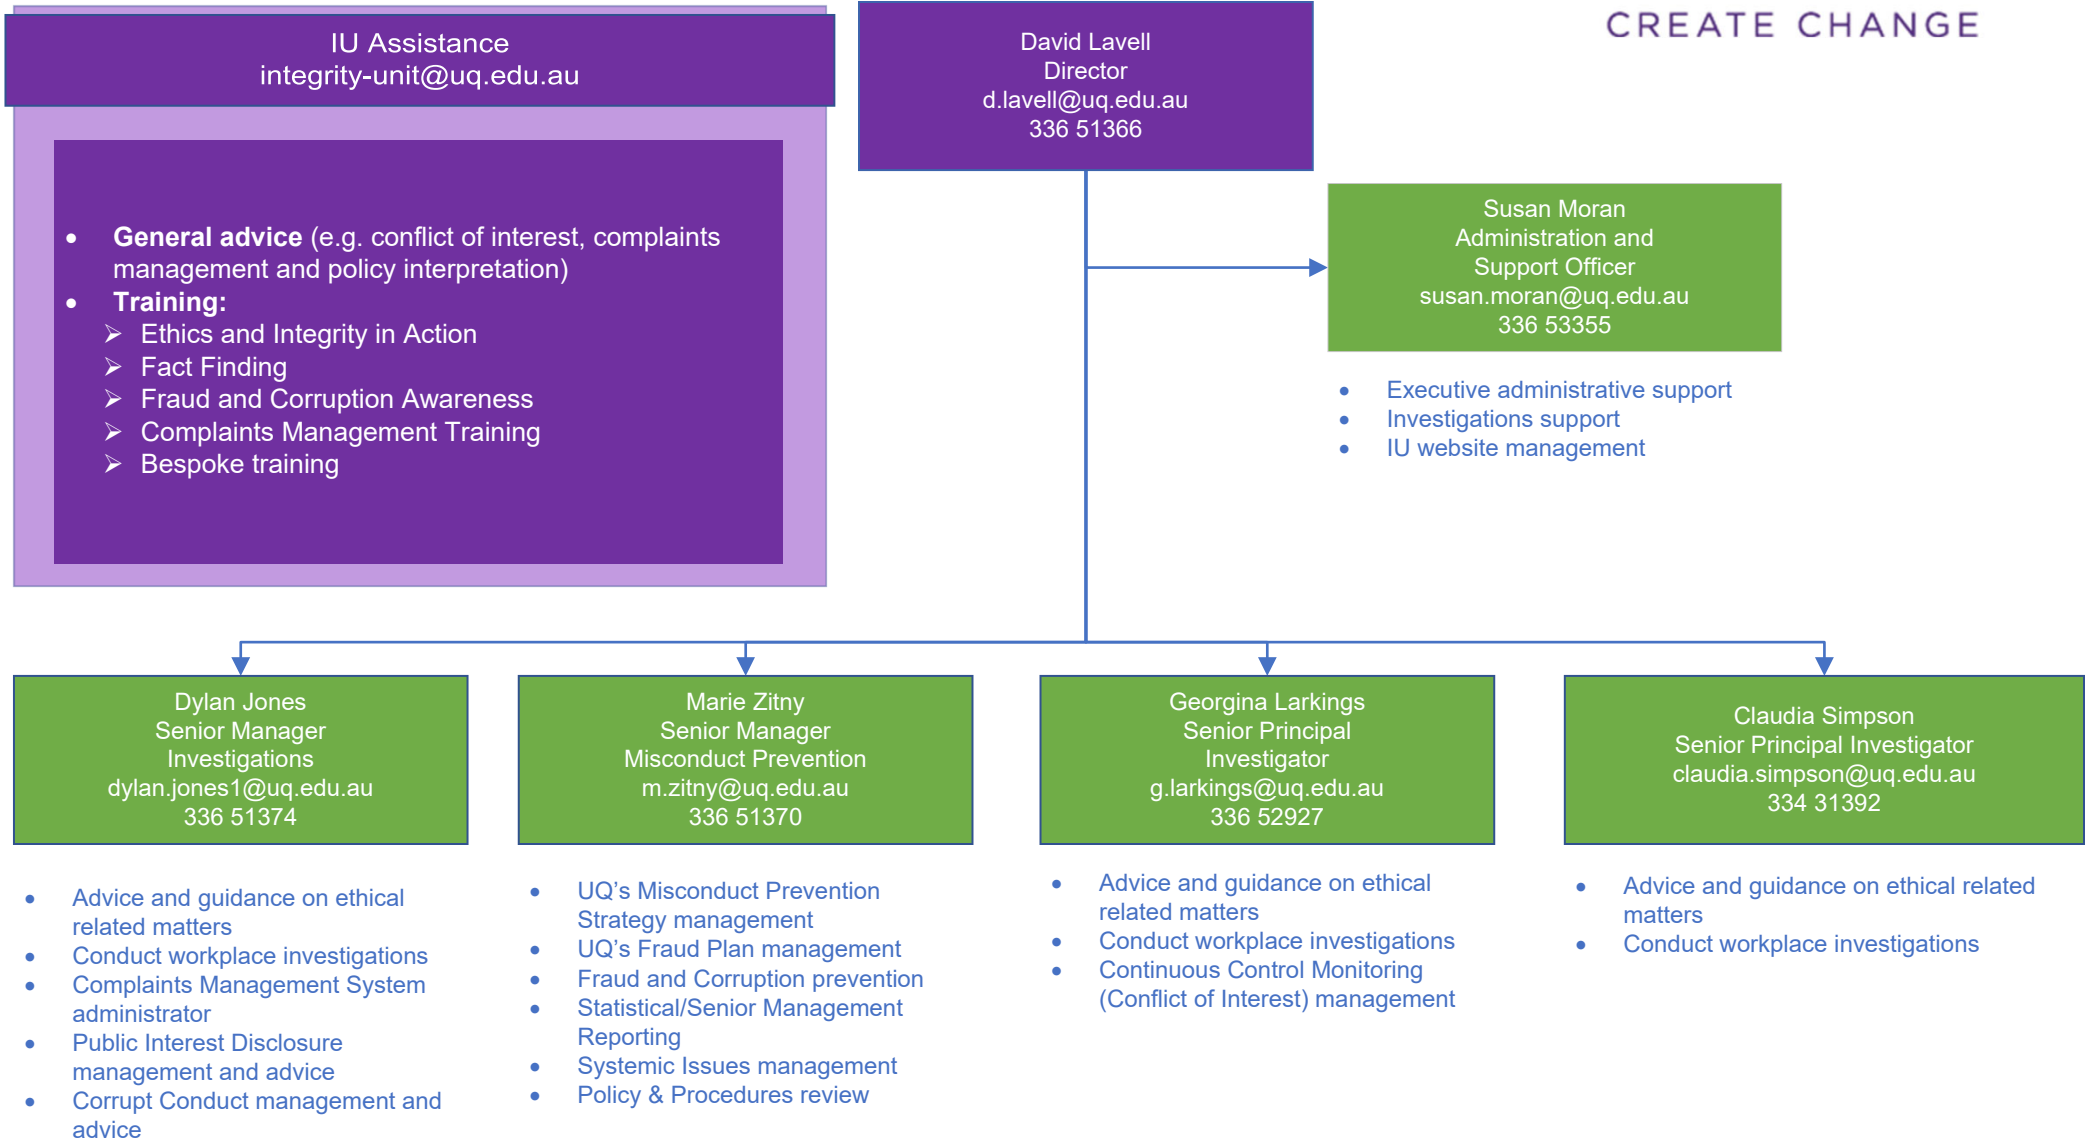 CREATE CHANGE
IU Assistance
integrity-unit@uq.edu.au
• General advice (e.g. conflict of interest, complaints
management and policy interpretation)
• Training:
➢ Ethics and Integrity in Action
➢ Fact Finding
➢ Fraud and Corruption Awareness
➢ Complaints Management Training
➢ Bespoke training
David Lavell
Director
d.lavell@uq.edu.au
336 51366
Susan Moran
Administration and
Support Officer
susan.moran@uq.edu.au
336 53355
• Executive administrative support
• Investigations support
• IU website management
Dylan Jones
Senior Manager
Investigations
dylan.jones1@uq.edu.au
336 51374
• Advice and guidance on ethical
related matters
• Conduct workplace investigations
• Complaints Management System
administrator
• Public Interest Disclosure
management and advice
• Corrupt Conduct management and
advice
Marie Zitny
Senior Manager
Misconduct Prevention
m.zitny@uq.edu.au
336 51370
• UQ’s Misconduct Prevention
Strategy management
• UQ’s Fraud Plan management
• Fraud and Corruption prevention
• Statistical/Senior Management
Reporting
• Systemic Issues management
• Policy & Procedures review
Georgina Larkings
Senior Principal
Investigator
g.larkings@uq.edu.au
336 52927
• Advice and guidance on ethical
related matters
• Conduct workplace investigations
• Continuous Control Monitoring
(Conflict of Interest) management
Claudia Simpson
Senior Principal Investigator
claudia.simpson@uq.edu.au
334 31392
• Advice and guidance on ethical related
matters
• Conduct workplace investigations